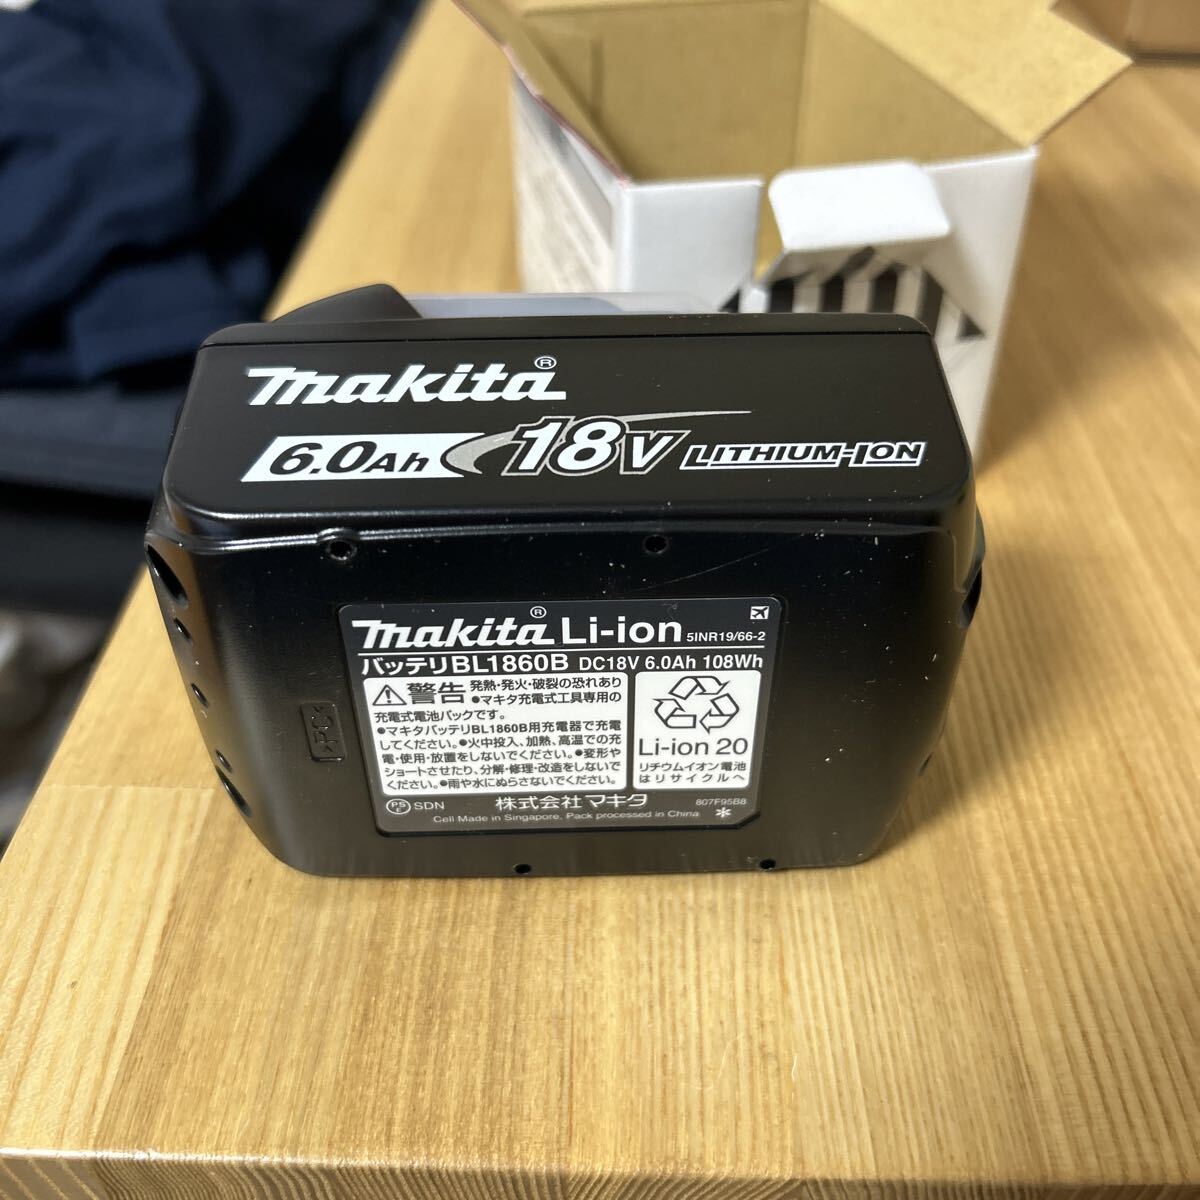 makita®
6.0Ah 18V LITHIUM-ION
makita® Li-ion 5INR19/66-2
バッテリBL1860B DC18V 6.0Ah 108Wh
警告 発熱・発火・破裂の恐れあり
●マキタ充電式工具専用の
充電式電池パックです。
●マキタバッテリBL1860B用充電器で充電
してください。●火中投入、加熱、高温での充
電・使用・放置をしないでください。●変形や
ショートさせたり、分解・修理・改造をしないで
ください。●雨や水にぬらさないでください。
Li-ion 20
リチウムイオン電池
はリサイクルへ
PSE SDN 株式会社マキタ 807F95B8
Cell Made in Singapore, Pack processed in China *
>PC<